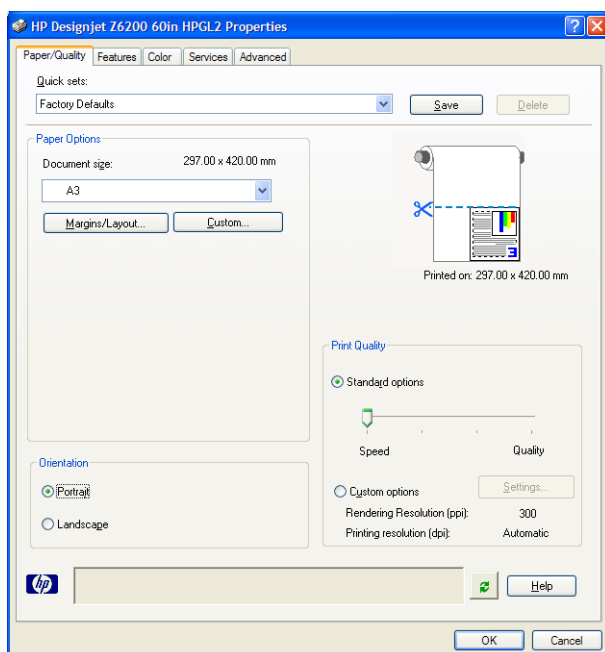 HP Designjet Z6200 60in HPGL2 Properties
Paper/Quality Features Color Services Advanced
Quick sets:
Factory Defaults
Save
Delete
Paper Options
Document size:
297.00 x 420.00 mm
A3
Margins/Layout...
Custom...
3
Printed on: 297.00 x 420.00 mm
Print Quality
Standard options
Speed
Quality
Orientation
Portrait
Landscape
Custom options
Settings...
Rendering Resolution (ppi):
300
Printing resolution (dpi):
Automatic
hp
Help
OK
Cancel